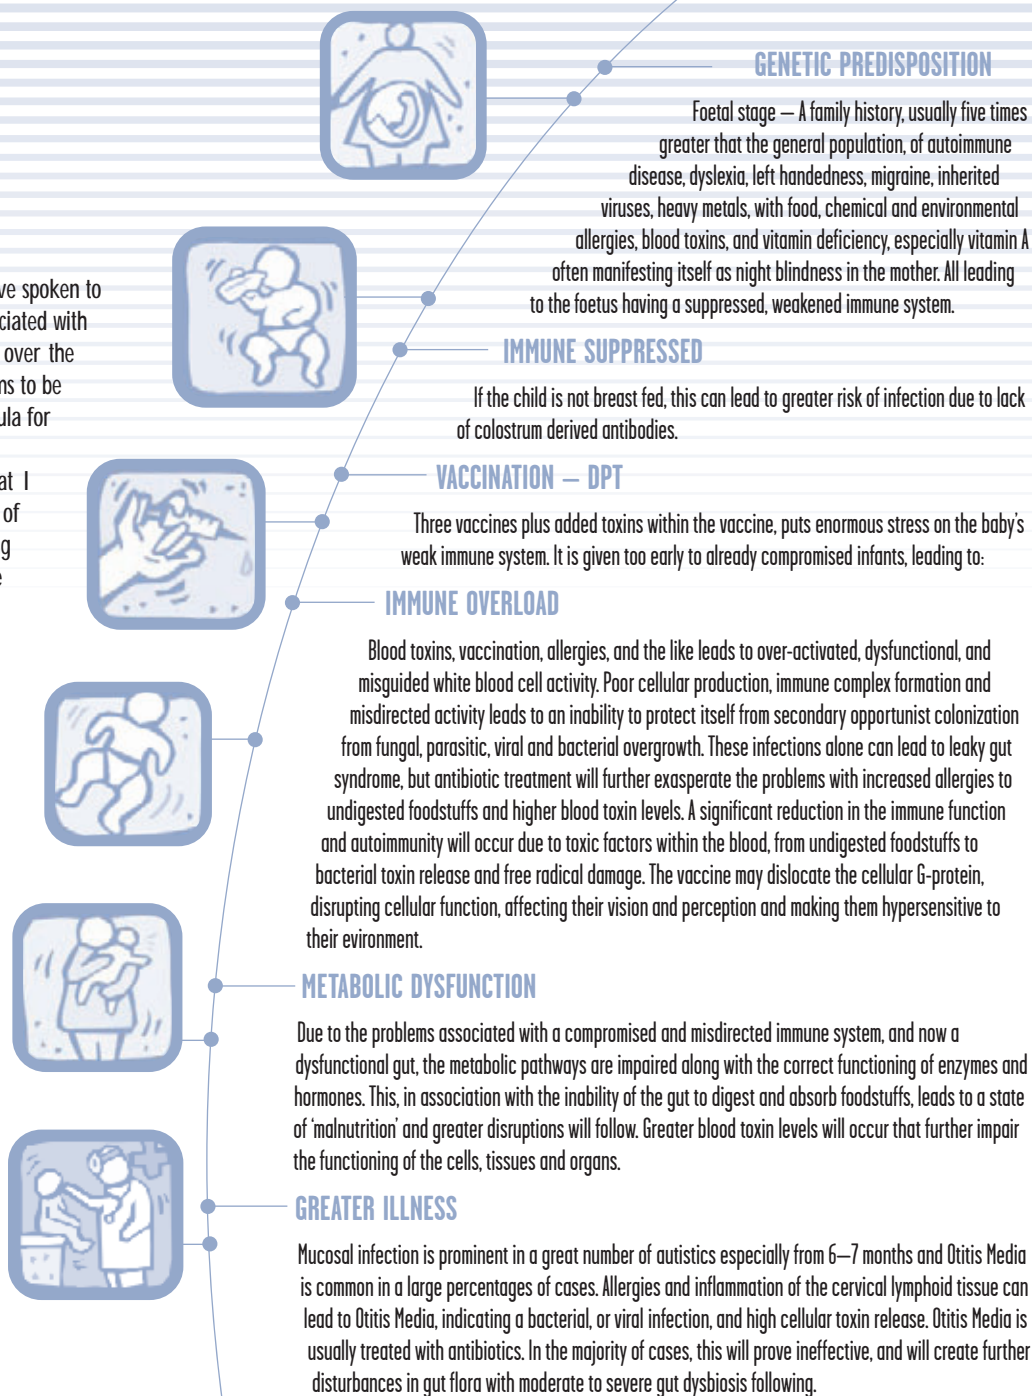 ve spoken to
ciated with
over the
ns to be
ula for
at I
of
g
e
GENETIC PREDISPOSITION
Foetal stage – A family history, usually five times
greater that the general population, of autoimmune
disease, dyslexia, left handedness, migraine, inherited
viruses, heavy metals, with food, chemical and environmental
allergies, blood toxins, and vitamin deficiency, especially vitamin A
often manifesting itself as night blindness in the mother. All leading
to the foetus having a suppressed, weakened immune system.
IMMUNE SUPPRESSED
If the child is not breast fed, this can lead to greater risk of infection due to lack
of colostrum derived antibodies.
VACCINATION – DPT
Three vaccines plus added toxins within the vaccine, puts enormous stress on the baby's
weak immune system. It is given too early to already compromised infants, leading to:
IMMUNE OVERLOAD
Blood toxins, vaccination, allergies, and the like leads to over-activated, dysfunctional, and
misguided white blood cell activity. Poor cellular production, immune complex formation and
misdirected activity leads to an inability to protect itself from secondary opportunist colonization
from fungal, parasitic, viral and bacterial overgrowth. These infections alone can lead to leaky gut
syndrome, but antibiotic treatment will further exasperate the problems with increased allergies to
undigested foodstuffs and higher blood toxin levels. A significant reduction in the immune function
and autoimmunity will occur due to toxic factors within the blood, from undigested foodstuffs to
bacterial toxin release and free radical damage. The vaccine may dislocate the cellular G-protein,
disrupting cellular function, affecting their vision and perception and making them hypersensitive to
their evironment.
METABOLIC DYSFUNCTION
Due to the problems associated with a compromised and misdirected immune system, and now a
dysfunctional gut, the metabolic pathways are impaired along with the correct functioning of enzymes and
hormones. This, in association with the inability of the gut to digest and absorb foodstuffs, leads to a state
of 'malnutrition' and greater disruptions will follow. Greater blood toxin levels will occur that further impair
the functioning of the cells, tissues and organs.
GREATER ILLNESS
Mucosal infection is prominent in a great number of autistics especially from 6–7 months and Otitis Media
is common in a large percentages of cases. Allergies and inflammation of the cervical lymphoid tissue can
lead to Otitis Media, indicating a bacterial, or viral infection, and high cellular toxin release. Otitis Media is
usually treated with antibiotics. In the majority of cases, this will prove ineffective, and will create further
disturbances in gut flora with moderate to severe gut dysbiosis following.